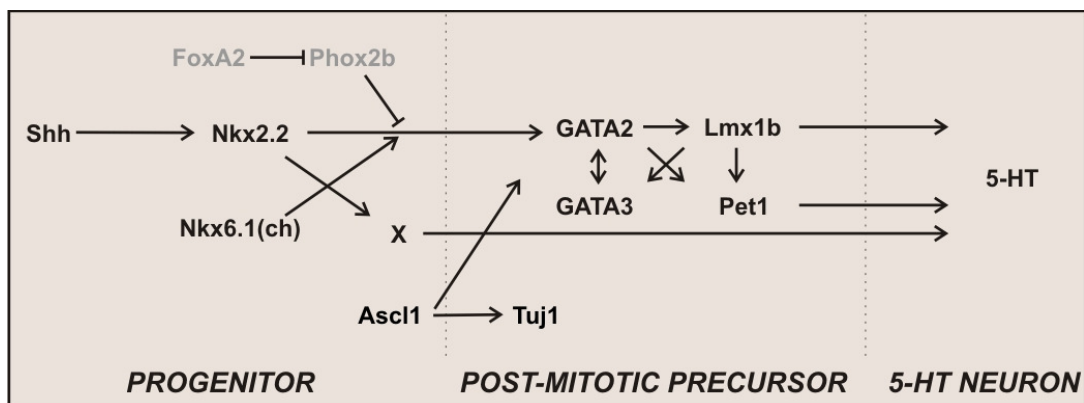 FoxA2 Phox2b
Shh Nkx2.2 GATA2 Lmx1b
5-HT
GATA3 Pet1
Nkx6.1(ch)
X
Ascl1 Tuj1
PROGENITOR POST-MITOTIC PRECURSOR 5-HT NEURON